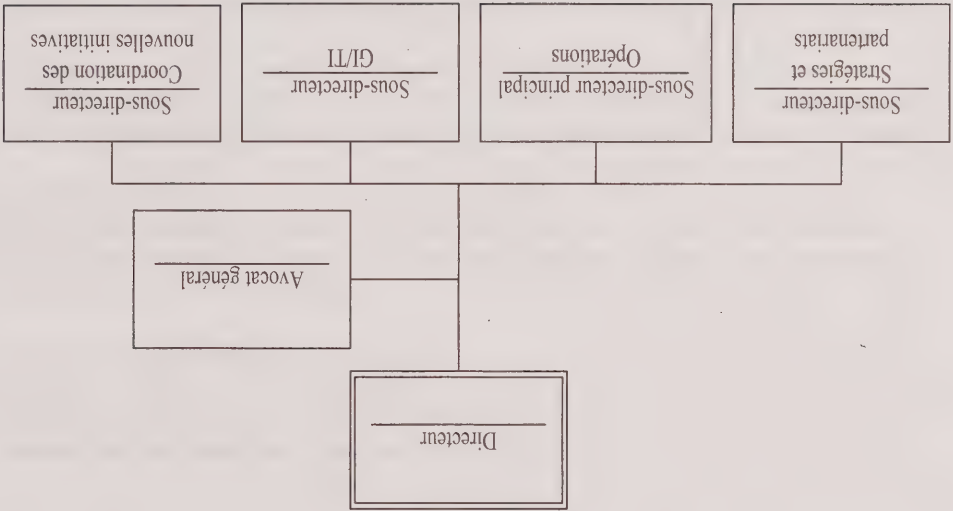 Directeur
Avocat général
Sous-directeur
Stratégies et
partenariats
Sous-directeur principal
Opérations
Sous-directeur
GI/TI
Sous-directeur
Coordination des
nouvelles initiatives